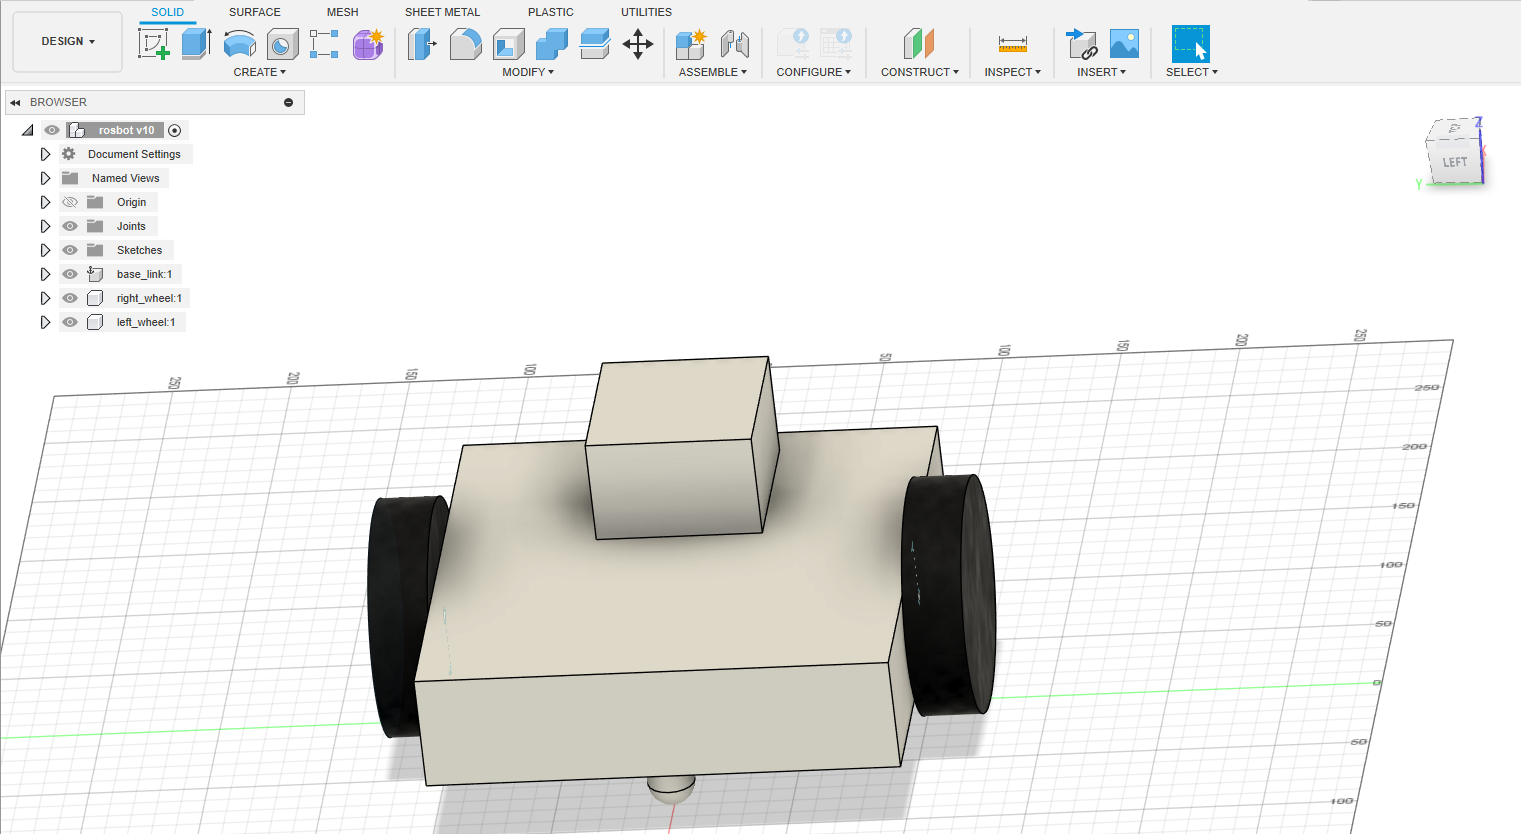 SOLID SURFACE MESH SHEET METAL PLASTIC UTILITIES
DESIGN
CREATE MODIFY ASSEMBLE CONFIGURE CONSTRUCT INSPECT INSERT SELECT
BROWSER
rosbot v10
Document Settings
Named Views
Origin
Joints
Sketches
base_link:1
right_wheel:1
left_wheel:1
Z
X
LEFT
Y
250 200 150 100 50 100 150 200 250
250
200
150
100
50
0
50
100